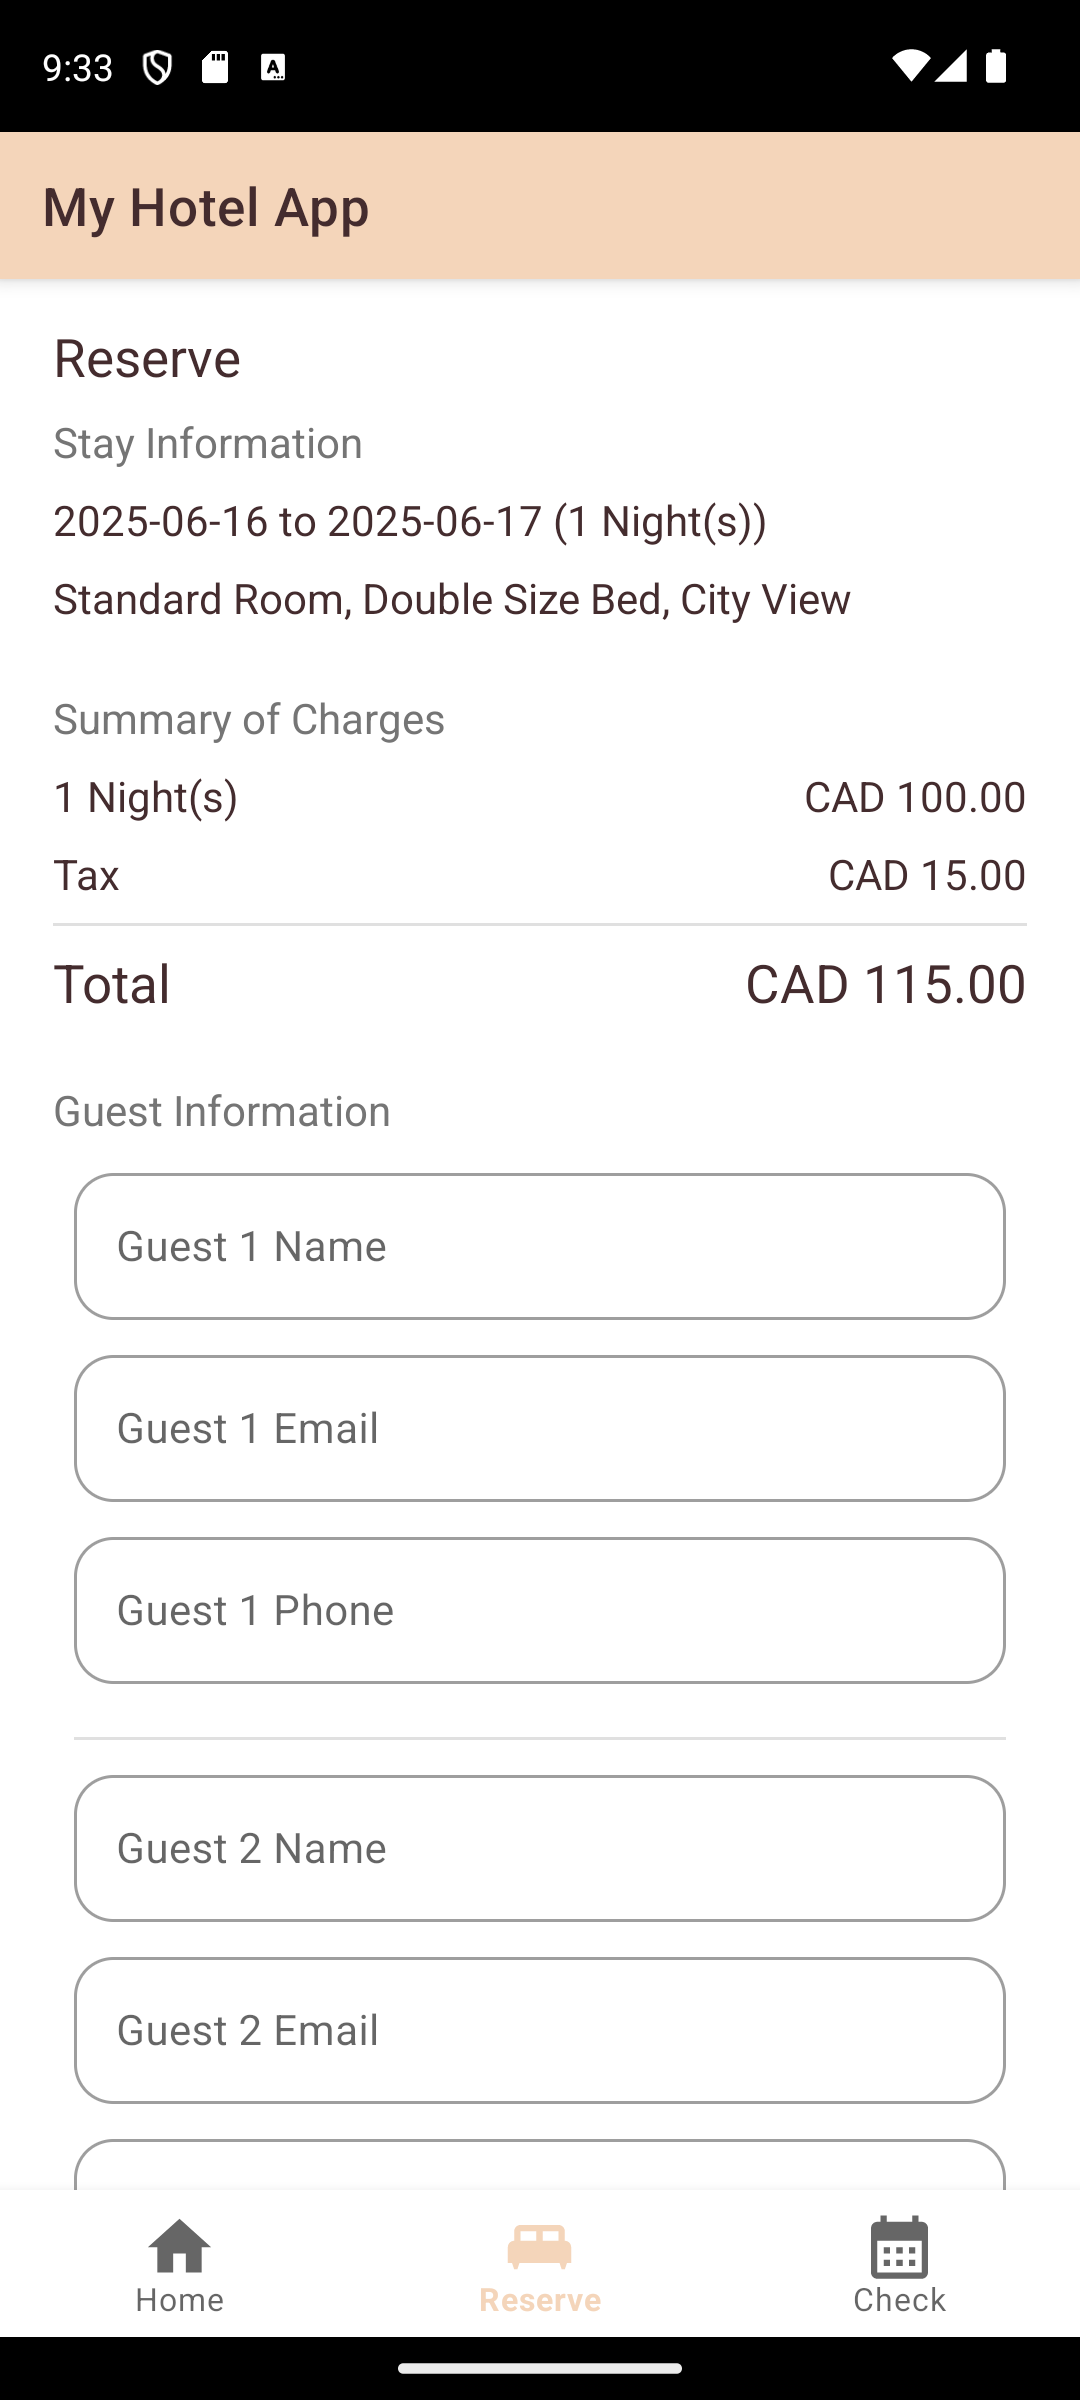 9:33
My Hotel App
Reserve
Stay Information
2025-06-16 to 2025-06-17 (1 Night(s))
Standard Room, Double Size Bed, City View
Summary of Charges
1 Night(s) CAD 100.00
Tax CAD 15.00
Total CAD 115.00
Guest Information
Guest 1 Name
Guest 1 Email
Guest 1 Phone
Guest 2 Name
Guest 2 Email
Home Reserve Check